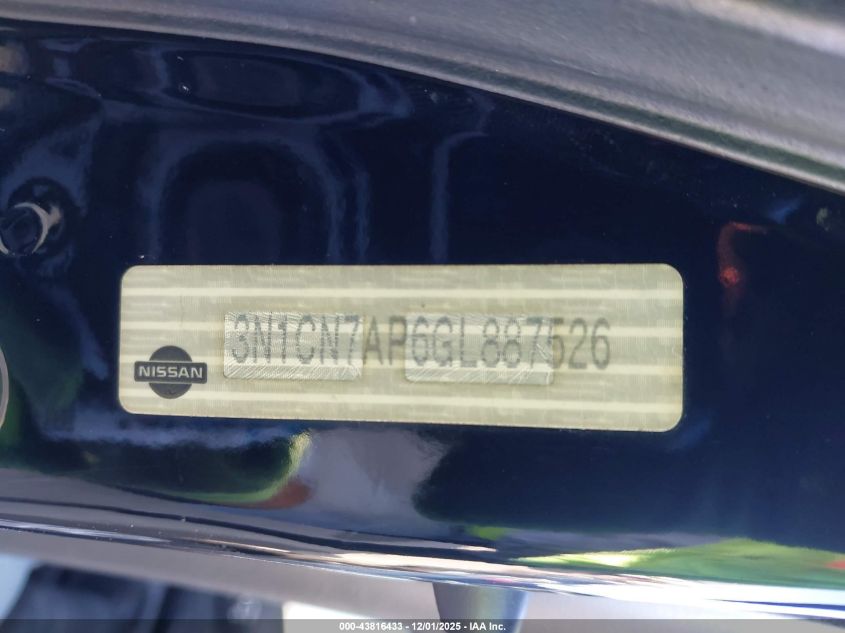 3N1CN7AP6GL887526
NISSAN
000-43816433 - 12/01/2025 - IAA Inc.